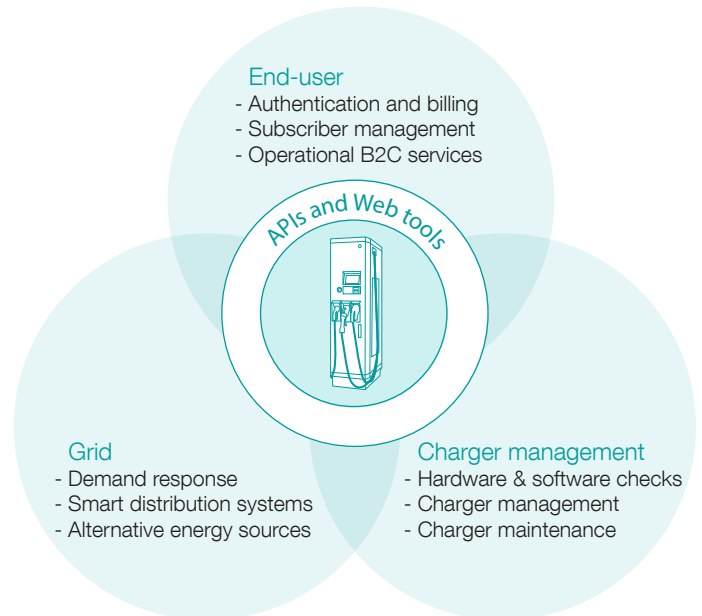 End-user
- Authentication and billing
- Subscriber management
- Operational B2C services
APIs and Web tools
Grid
- Demand response
- Smart distribution systems
- Alternative energy sources
Charger management
- Hardware & software checks
- Charger management
- Charger maintenance